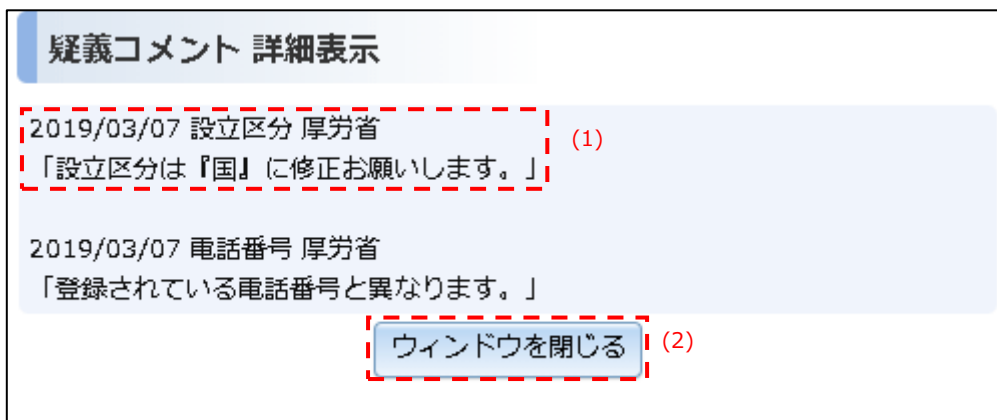 疑義コメント 詳細表示
2019/03/07 設立区分 厚労省
「設立区分は『国』に修正お願いします。」
(1)
2019/03/07 電話番号 厚労省
「登録されている電話番号と異なります。」
ウィンドウを閉じる
(2)